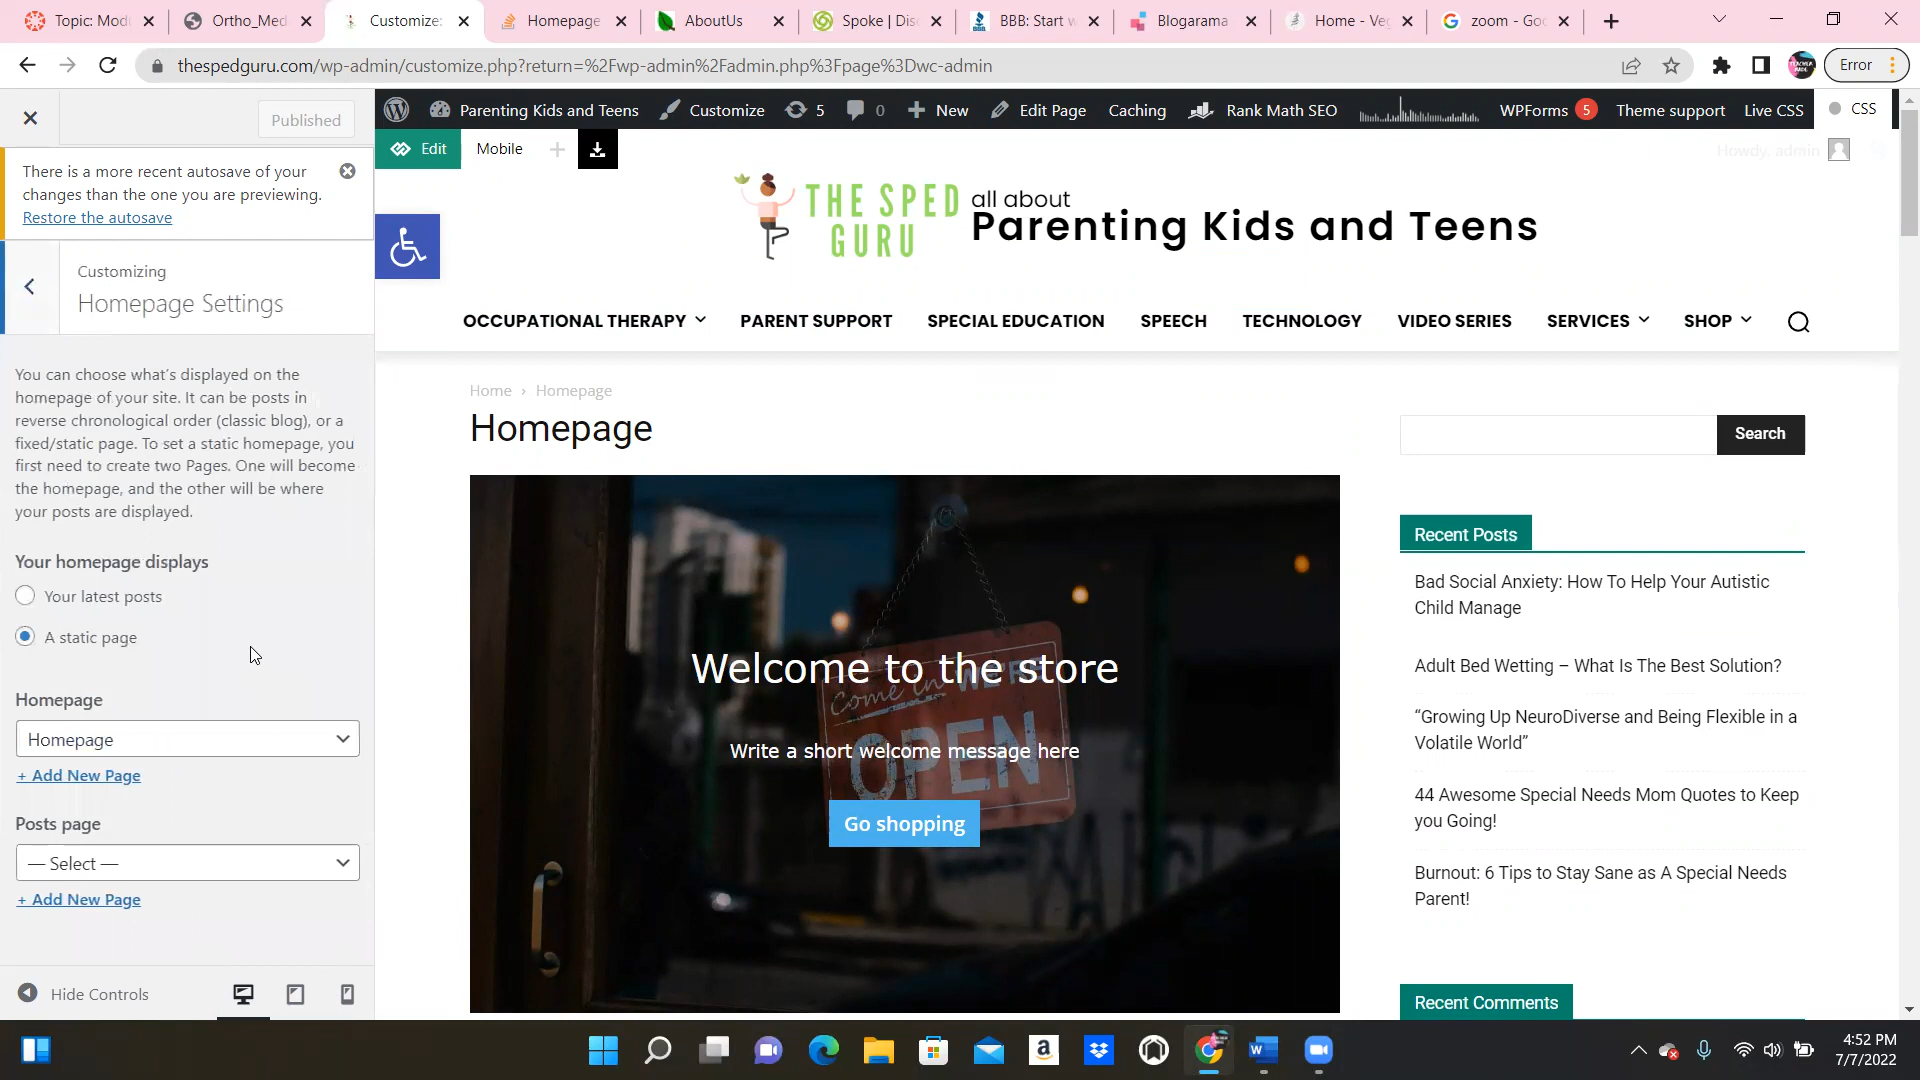 Topic: Modu
Ortho_Med
Customize:
Homepage
AboutUs
Spoke | Dis
BBB: Start w
Blogarama
Home - Veg
zoom - Goo
thespedguru.com/wp-admin/customize.php?return=%2Fwp-admin%2Fadmin.php%3Fpage%3Dwc-admin
Error
Published
Parenting Kids and Teens
Customize
5
0
New
Edit Page
Caching
Rank Math SEO
WPForms 5
Theme support
Live CSS
CSS
Edit
Mobile
Howdy, admin
There is a more recent autosave of your
changes than the one you are previewing.
Restore the autosave
Customizing
Homepage Settings
You can choose what's displayed on the
homepage of your site. It can be posts in
reverse chronological order (classic blog), or a
fixed/static page. To set a static homepage, you
first need to create two Pages. One will become
the homepage, and the other will be where
your posts are displayed.
Your homepage displays
Your latest posts
A static page
Homepage
Homepage
+ Add New Page
Posts page
— Select —
+ Add New Page
Hide Controls
THE SPED
GURU
all about
Parenting Kids and Teens
OCCUPATIONAL THERAPY
PARENT SUPPORT
SPECIAL EDUCATION
SPEECH
TECHNOLOGY
VIDEO SERIES
SERVICES
SHOP
Home › Homepage
Homepage
Welcome to the store
Come in WE'RE
OPEN
Write a short welcome message here
Go shopping
Search
Recent Posts
Bad Social Anxiety: How To Help Your Autistic
Child Manage
Adult Bed Wetting – What Is The Best Solution?
“Growing Up NeuroDiverse and Being Flexible in a
Volatile World”
44 Awesome Special Needs Mom Quotes to Keep
you Going!
Burnout: 6 Tips to Stay Sane as A Special Needs
Parent!
Recent Comments
4:52 PM
7/7/2022